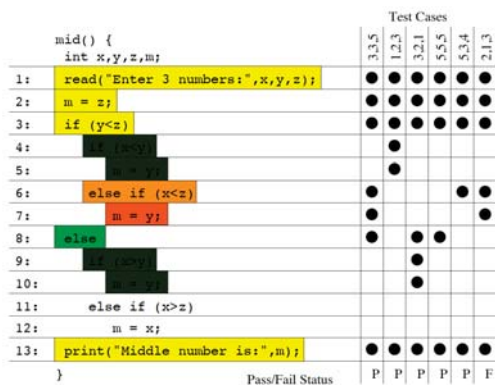 Test Cases
3,3,5 1,2,3 3,2,1 5,5,5 5,3,4 2,1,3
mid() {
int x,y,z,m;
1: read("Enter 3 numbers:",x,y,z);
2: m = z;
3: if (y<z)
4: if (x<y)
5: m = y;
6: else if (x<z)
7: m = y;
8: else
9: if (x>y)
10: m = y;
11: else if (x>z)
12: m = x;
13: print("Middle number is:",m);
} Pass/Fail Status P P P P P F